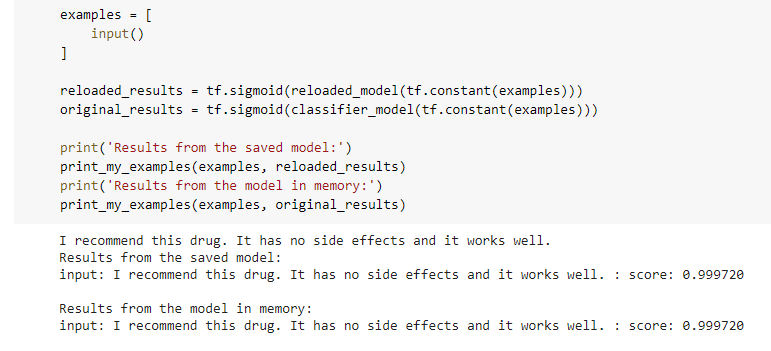 examples = [
    input()
]
reloaded_results = tf.sigmoid(reloaded_model(tf.constant(examples)))
original_results = tf.sigmoid(classifier_model(tf.constant(examples)))
print('Results from the saved model:')
print_my_examples(examples, reloaded_results)
print('Results from the model in memory:')
print_my_examples(examples, original_results)
I recommend this drug. It has no side effects and it works well.
Results from the saved model:
input: I recommend this drug. It has no side effects and it works well. : score: 0.999720
Results from the model in memory:
input: I recommend this drug. It has no side effects and it works well. : score: 0.999720